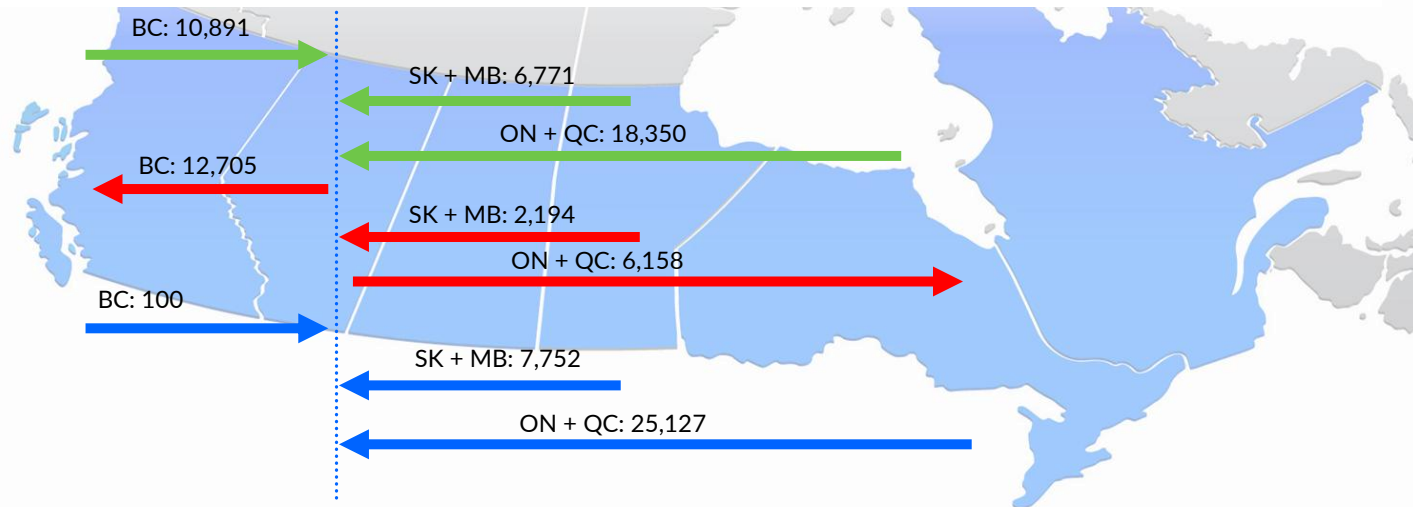 BC: 10,891
SK + MB: 6,771
ON + QC: 18,350
BC: 12,705
SK + MB: 2,194
ON + QC: 6,158
BC: 100
SK + MB: 7,752
ON + QC: 25,127